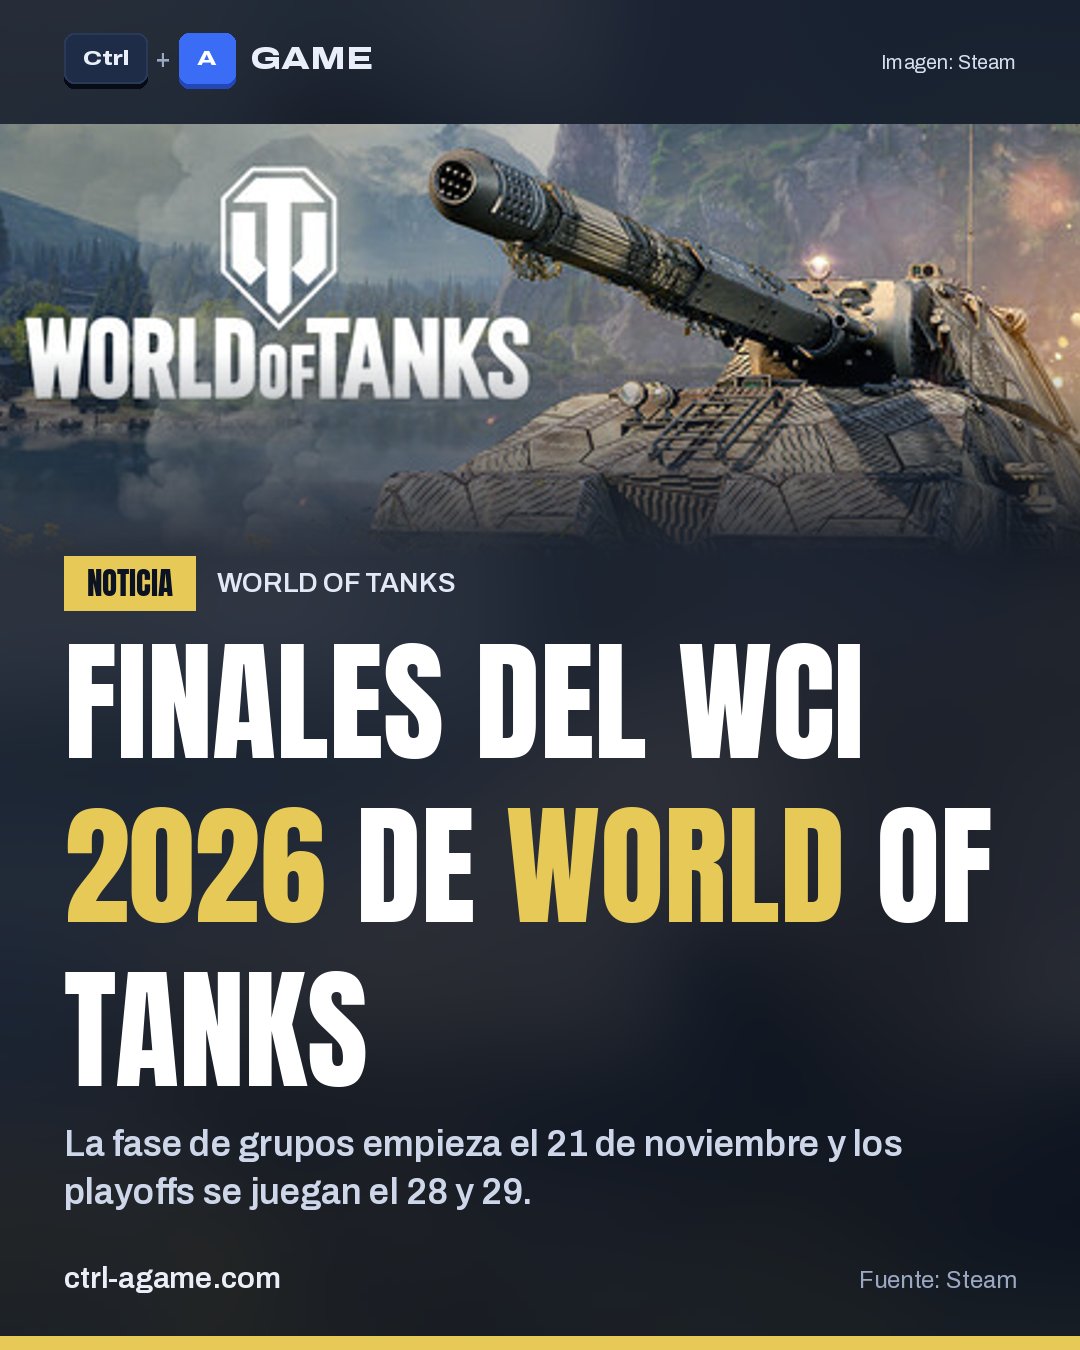 Ctrl + A GAME
Imagen: Steam
WORLD OF TANKS
NOTICIA WORLD OF TANKS
FINALES DEL WCI
2026 DE WORLD OF
TANKS
La fase de grupos empieza el 21 de noviembre y los
playoffs se juegan el 28 y 29.
ctrl-agame.com
Fuente: Steam